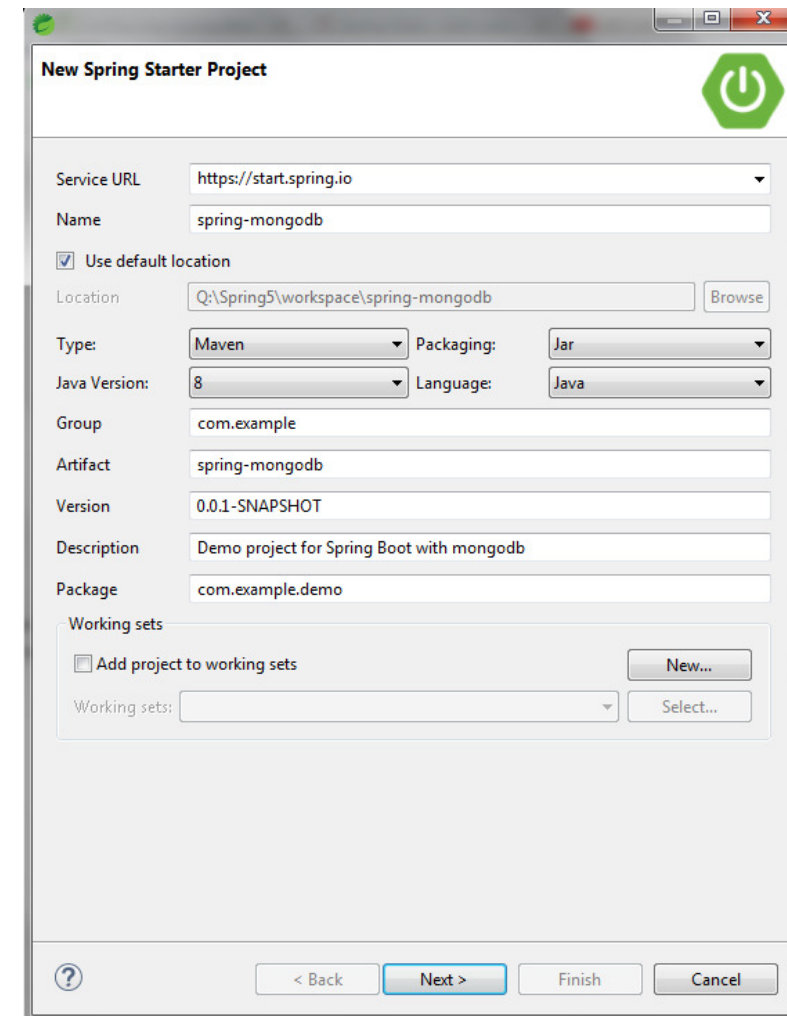 New Spring Starter Project
Service URL https://start.spring.io
Name spring-mongodb
Use default location
Location Q:\Spring5\workspace\spring-mongodb Browse
Type: Maven Packaging: Jar
Java Version: 8 Language: Java
Group com.example
Artifact spring-mongodb
Version 0.0.1-SNAPSHOT
Description Demo project for Spring Boot with mongodb
Package com.example.demo
Working sets
Add project to working sets New...
Working sets: Select...
? < Back Next > Finish Cancel